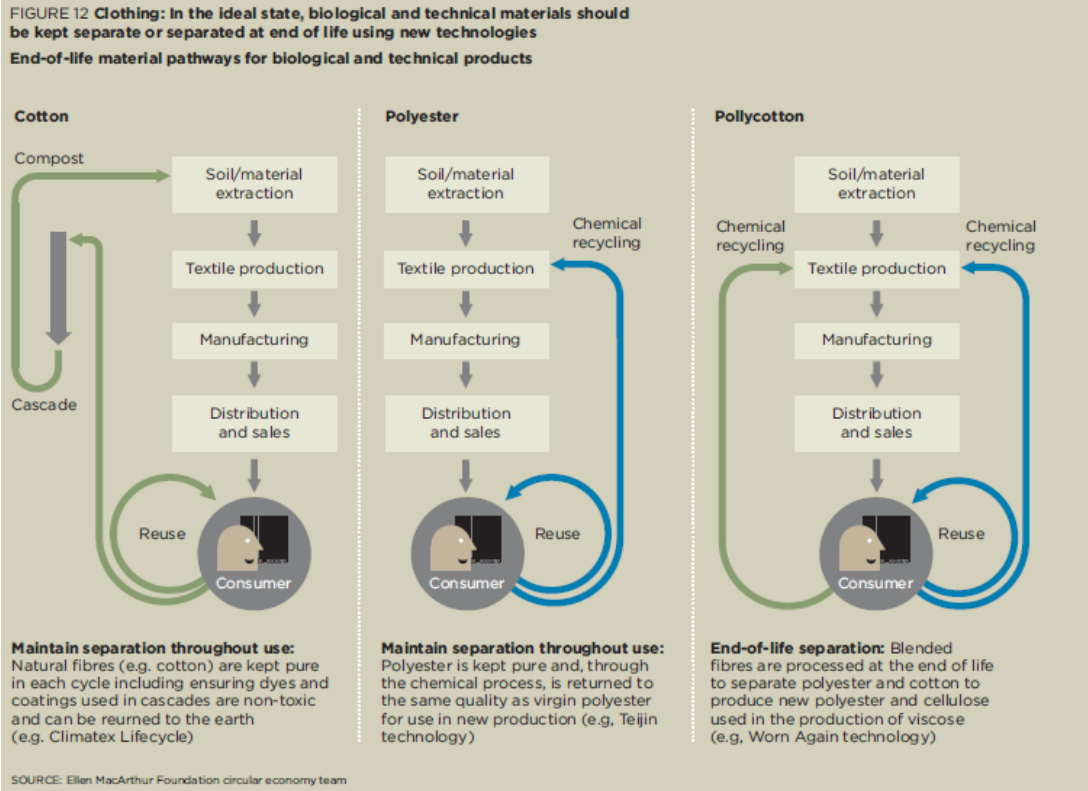 FIGURE 12 Clothing: In the ideal state, biological and technical materials should
be kept separate or separated at end of life using new technologies
End-of-life material pathways for biological and technical products
Cotton
Compost
Soil/material
extraction
Textile production
Manufacturing
Cascade
Distribution
and sales
Reuse
Consumer
Maintain separation throughout use:
Natural fibres (e.g. cotton) are kept pure
in each cycle including ensuring dyes and
coatings used in cascades are non-toxic
and can be reurned to the earth
(e.g. Climatex Lifecycle)
Polyester
Soil/material
extraction
Chemical
recycling
Textile production
Manufacturing
Distribution
and sales
Reuse
Consumer
Maintain separation throughout use:
Polyester is kept pure and, through
the chemical process, is returned to
the same quality as virgin polyester
for use in new production (e.g, Teijin
technology)
Pollycotton
Soil/material
extraction
Chemical
recycling
Chemical
recycling
Textile production
Manufacturing
Distribution
and sales
Reuse
Consumer
End-of-life separation: Blended
fibres are processed at the end of life
to separate polyester and cotton to
produce new polyester and cellulose
used in the production of viscose
(e.g, Worn Again technology)
SOURCE: Ellen MacArthur Foundation circular economy team